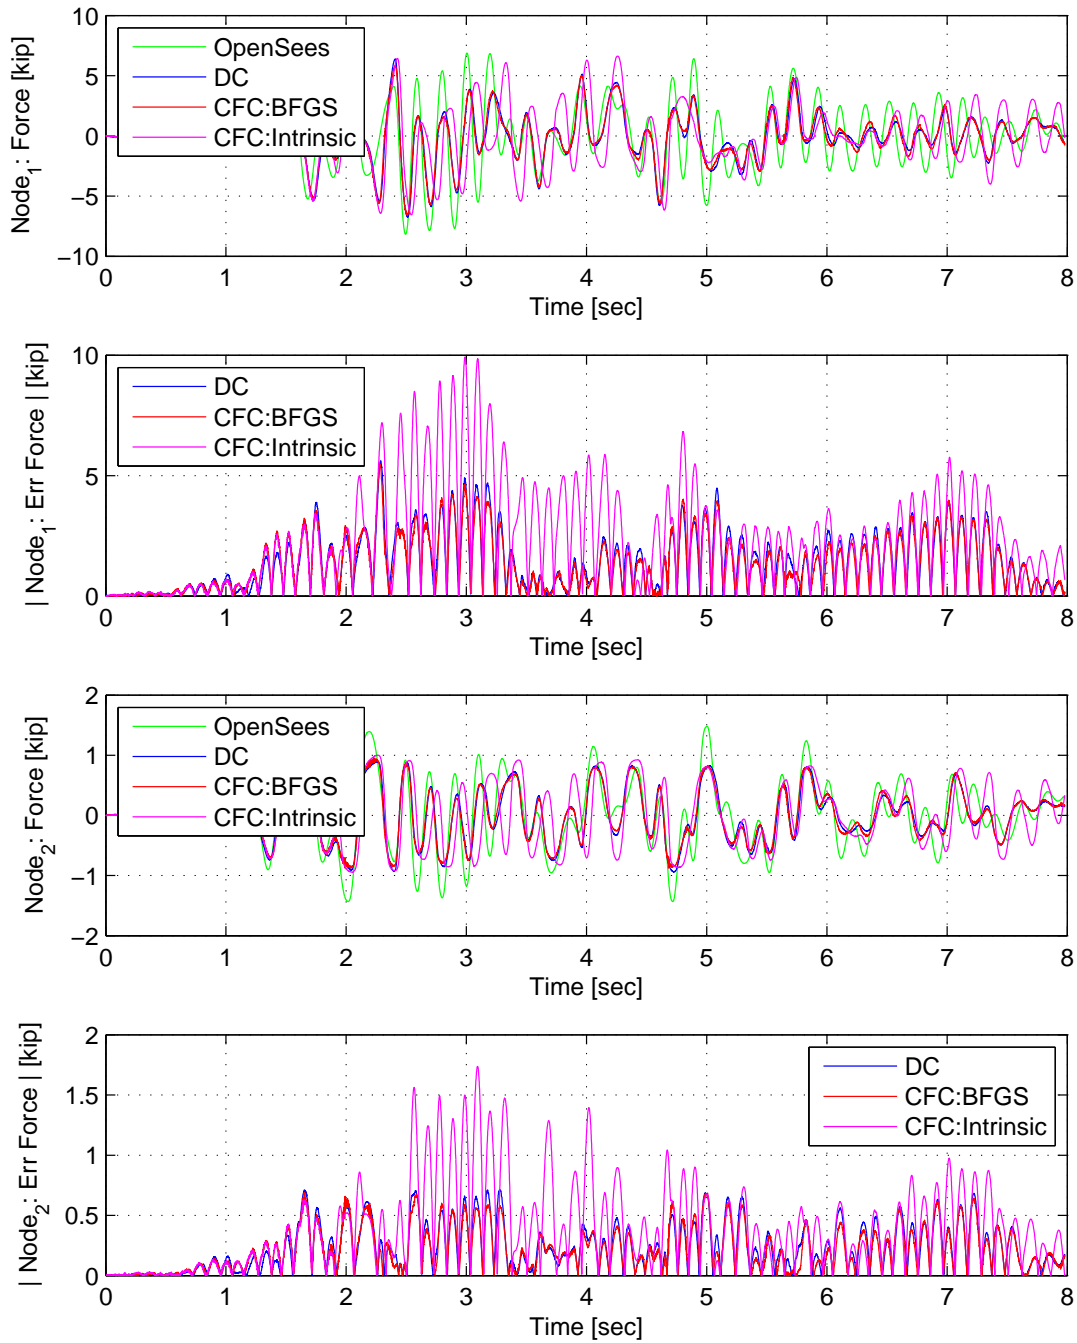 Node1 : Force [kip]
10
5
0
−5
−10
OpenSees
DC
CFC:BFGS
CFC:Intrinsic
0 1 2 3 4 5 6 7 8
Time [sec]
| Node1 : Err Force | [kip]
10
5
0
DC
CFC:BFGS
CFC:Intrinsic
0 1 2 3 4 5 6 7 8
Time [sec]
Node2 : Force [kip]
2
1
0
−1
−2
OpenSees
DC
CFC:BFGS
CFC:Intrinsic
0 1 2 3 4 5 6 7 8
Time [sec]
| Node2 : Err Force | [kip]
2
1.5
1
0.5
0
DC
CFC:BFGS
CFC:Intrinsic
0 1 2 3 4 5 6 7 8
Time [sec]